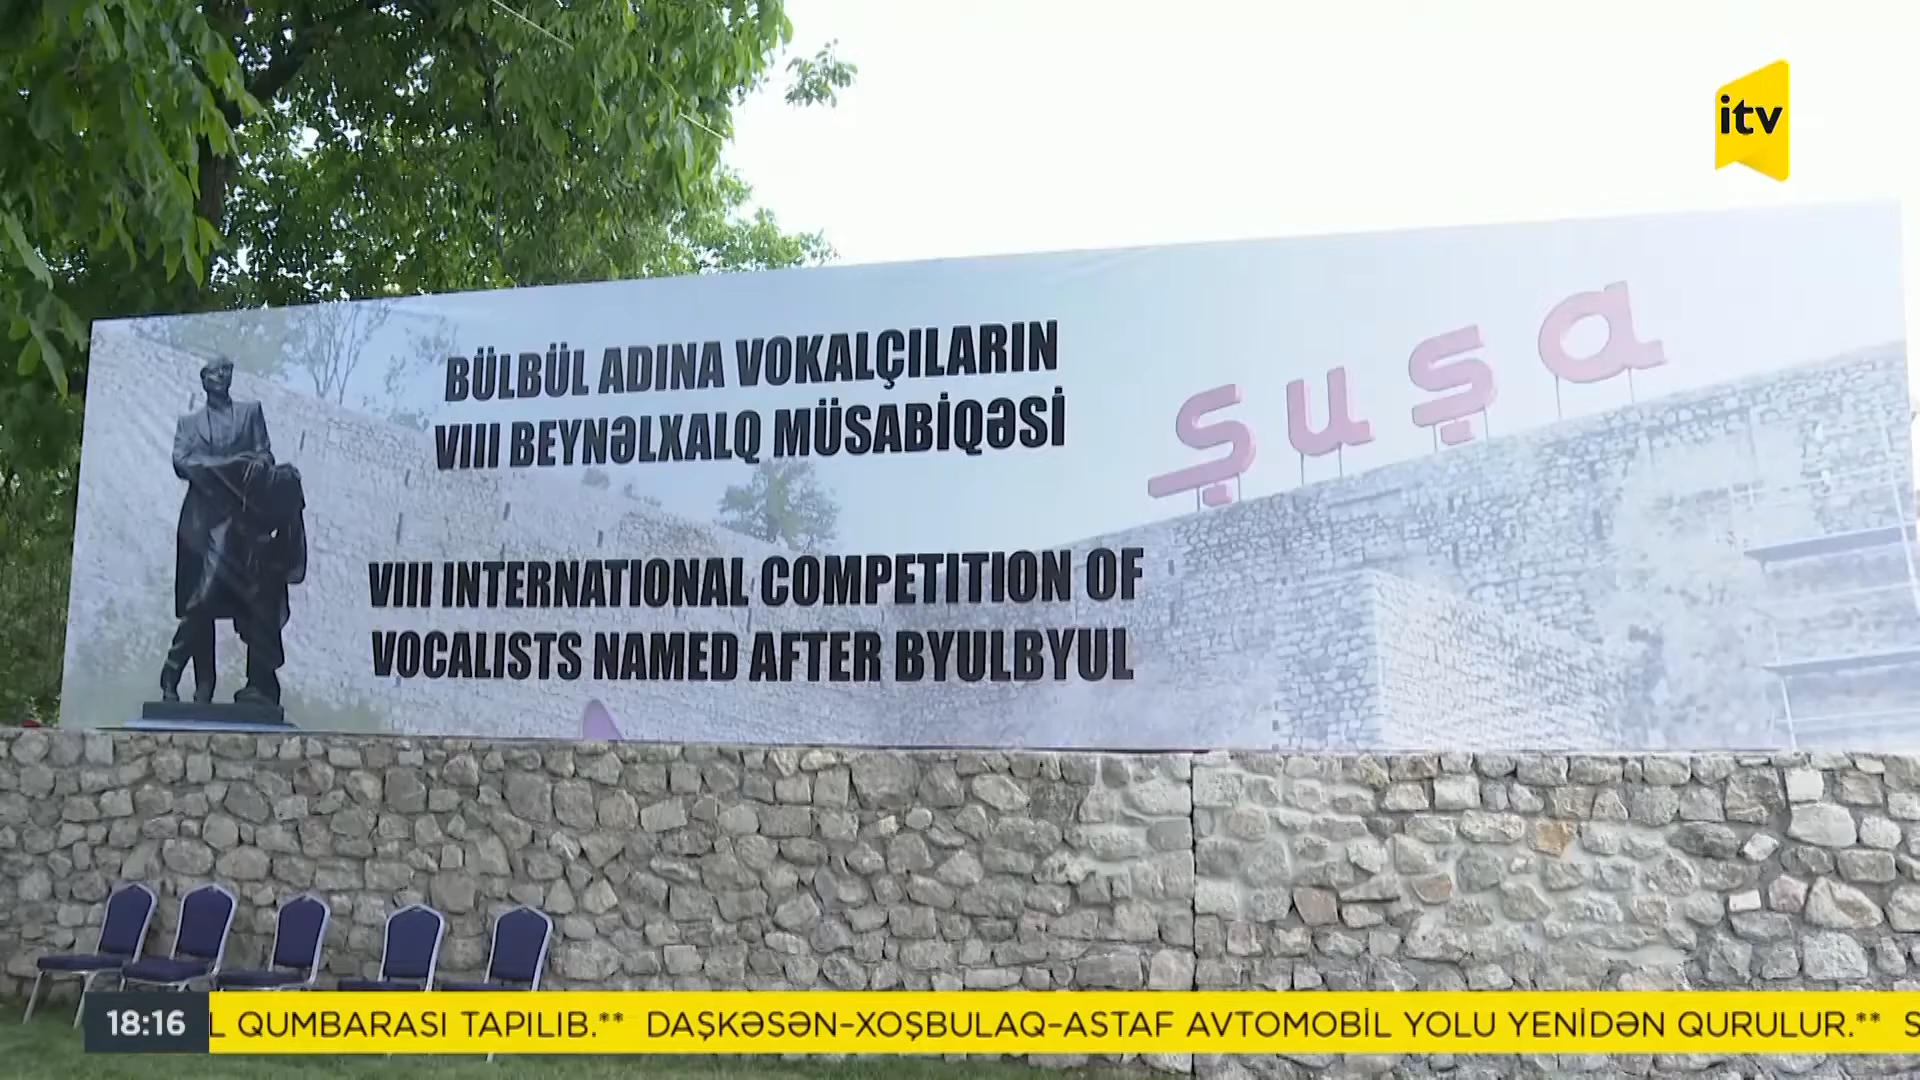 itv
BÜLBÜL ADINA VOKALÇILARIN
VIII BEYNƏLXALQ MÜSABİQƏSİ
Şuşa
VIII INTERNATIONAL COMPETITION OF
VOCALISTS NAMED AFTER BYULBYUL
18:16 L QUMBARASI TAPILIB.** DAŞKƏSƏN-XOŞBULAQ-ASTAF AVTOMOBİL YOLU YENİDƏN QURULUR.** S